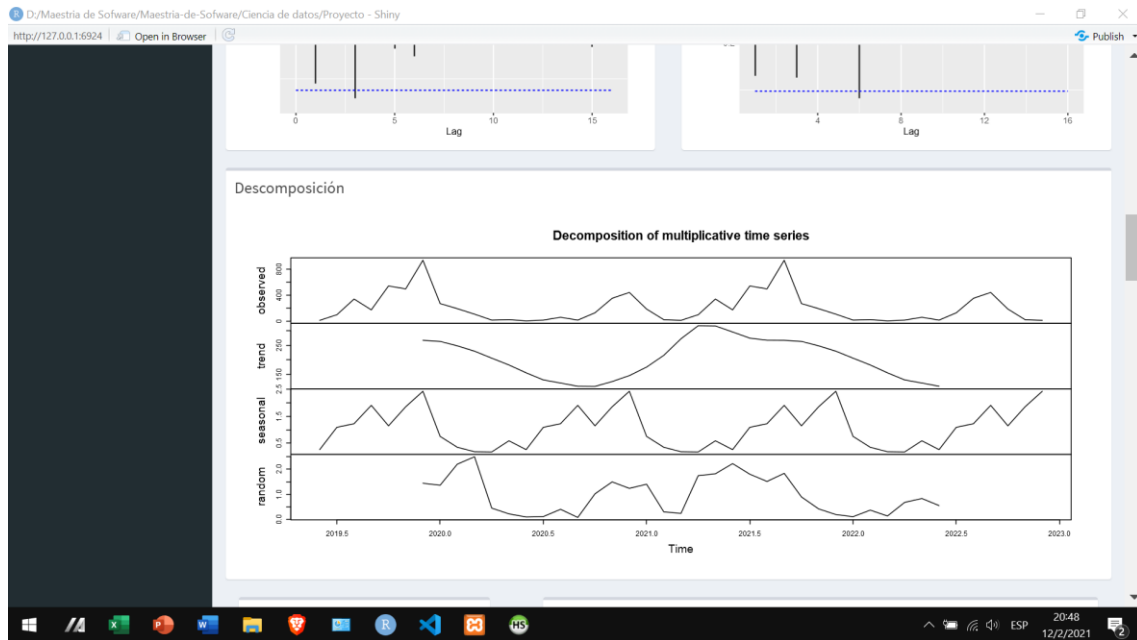 D:/Maestria de Sofware/Maestria-de-Sofware/Ciencia de datos/Proyecto - Shiny
http://127.0.0.1:6924 Open in Browser Publish
0 5 10 15
Lag
4 8 12 16
Lag
Descomposición
Decomposition of multiplicative time series
observed
0 400 800
trend
150 250
seasonal
0.5 1.5 2.5
random
0.0 1.0 2.0
2019.5 2020.0 2020.5 2021.0 2021.5 2022.0 2022.5 2023.0
Time
ESP
20:48
12/2/2021
2